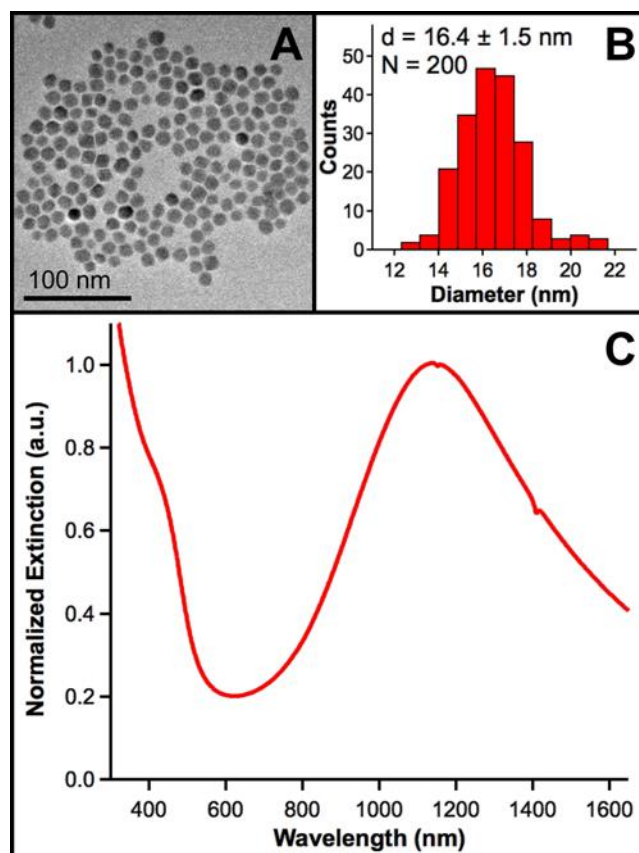 A
100 nm
B
d = 16.4 ± 1.5 nm
N = 200
50
40
30
20
10
0
Counts
12 14 16 18 20 22
Diameter (nm)
C
1.0
0.8
0.6
0.4
0.2
0.0
Normalized Extinction (a.u.)
400 600 800 1000 1200 1400 1600
Wavelength (nm)